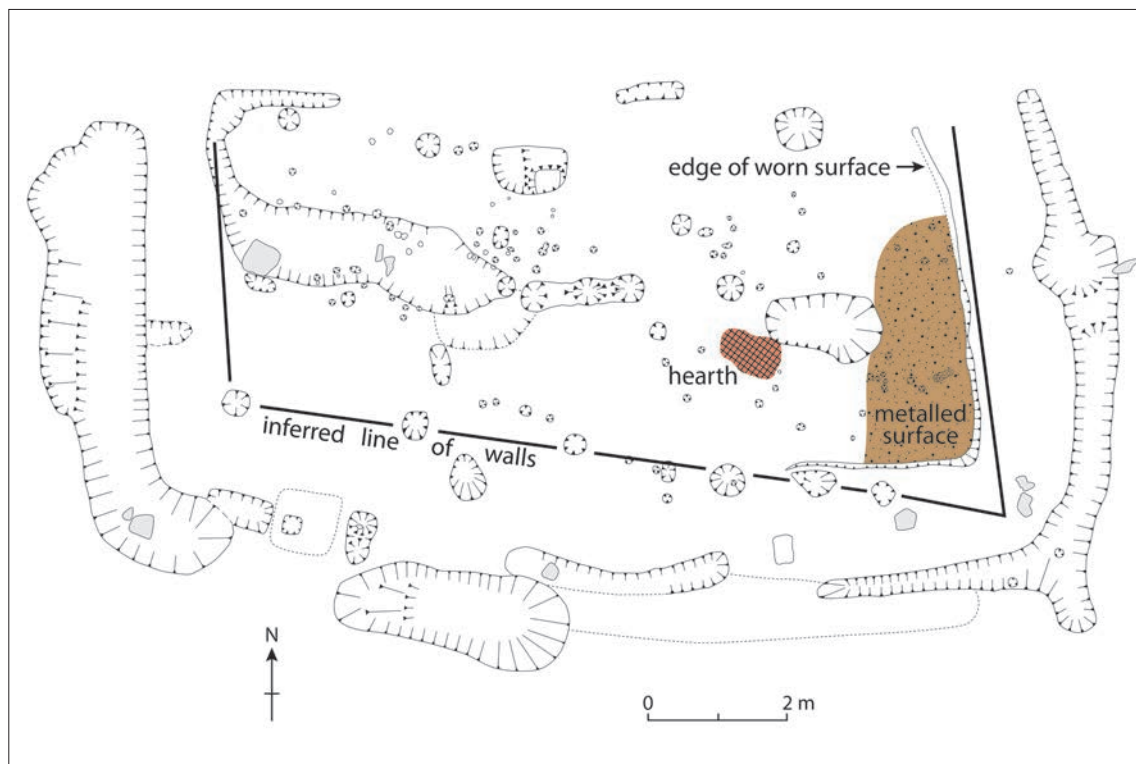 edge of worn surface
hearth
metalled
surface
inferred line of walls
N
0 2 m